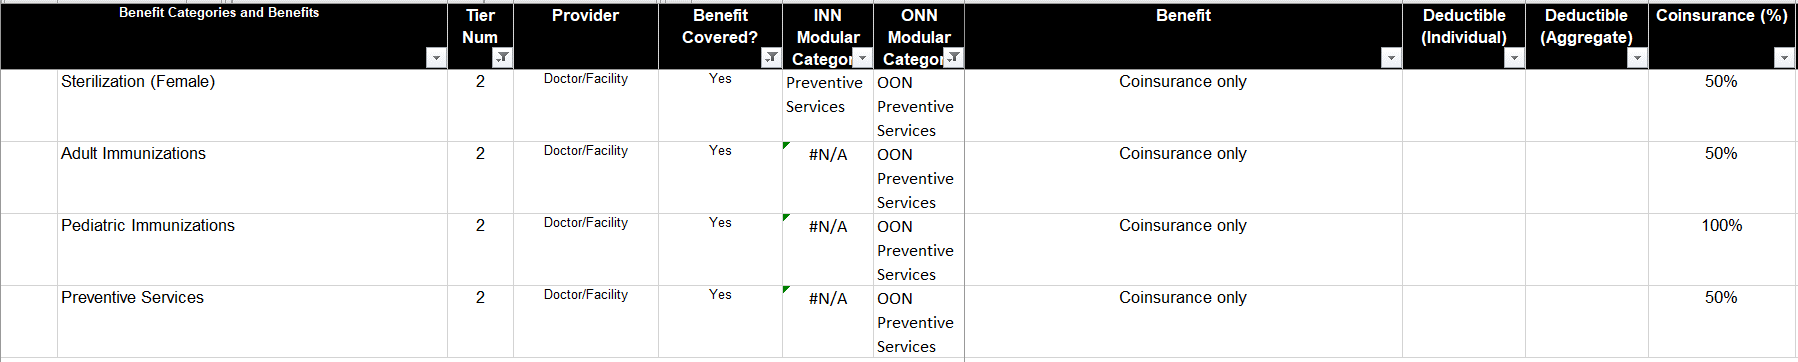 Benefit Categories and Benefits Tier Num Provider Benefit Covered? INN Modular Categor ONN Modular Categor Benefit Deductible (Individual) Deductible (Aggregate) Coinsurance (%)
Sterilization (Female) 2 Doctor/Facility Yes Preventive Services OON Preventive Services Coinsurance only 50%
Adult Immunizations 2 Doctor/Facility Yes #N/A OON Preventive Services Coinsurance only 50%
Pediatric Immunizations 2 Doctor/Facility Yes #N/A OON Preventive Services Coinsurance only 100%
Preventive Services 2 Doctor/Facility Yes #N/A OON Preventive Services Coinsurance only 50%